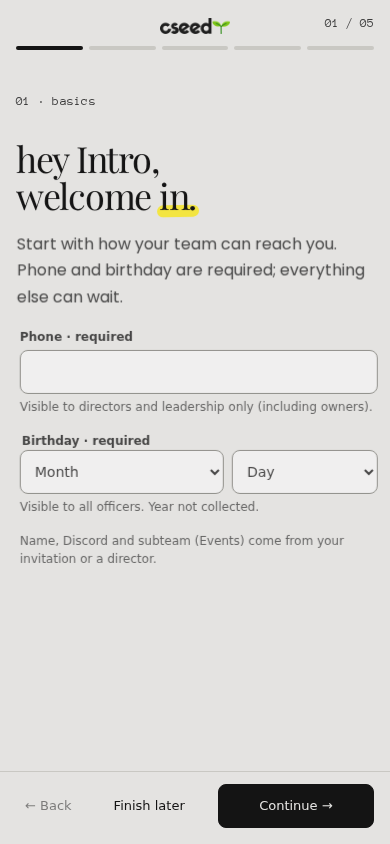 cseed
01 / 05
01 · basics
hey Intro,
welcome in.
Start with how your team can reach you.
Phone and birthday are required; everything
else can wait.
Phone · required
Visible to directors and leadership only (including owners).
Birthday · required
Month
Day
Visible to all officers. Year not collected.
Name, Discord and subteam (Events) come from your
invitation or a director.
← Back
Finish later
Continue →